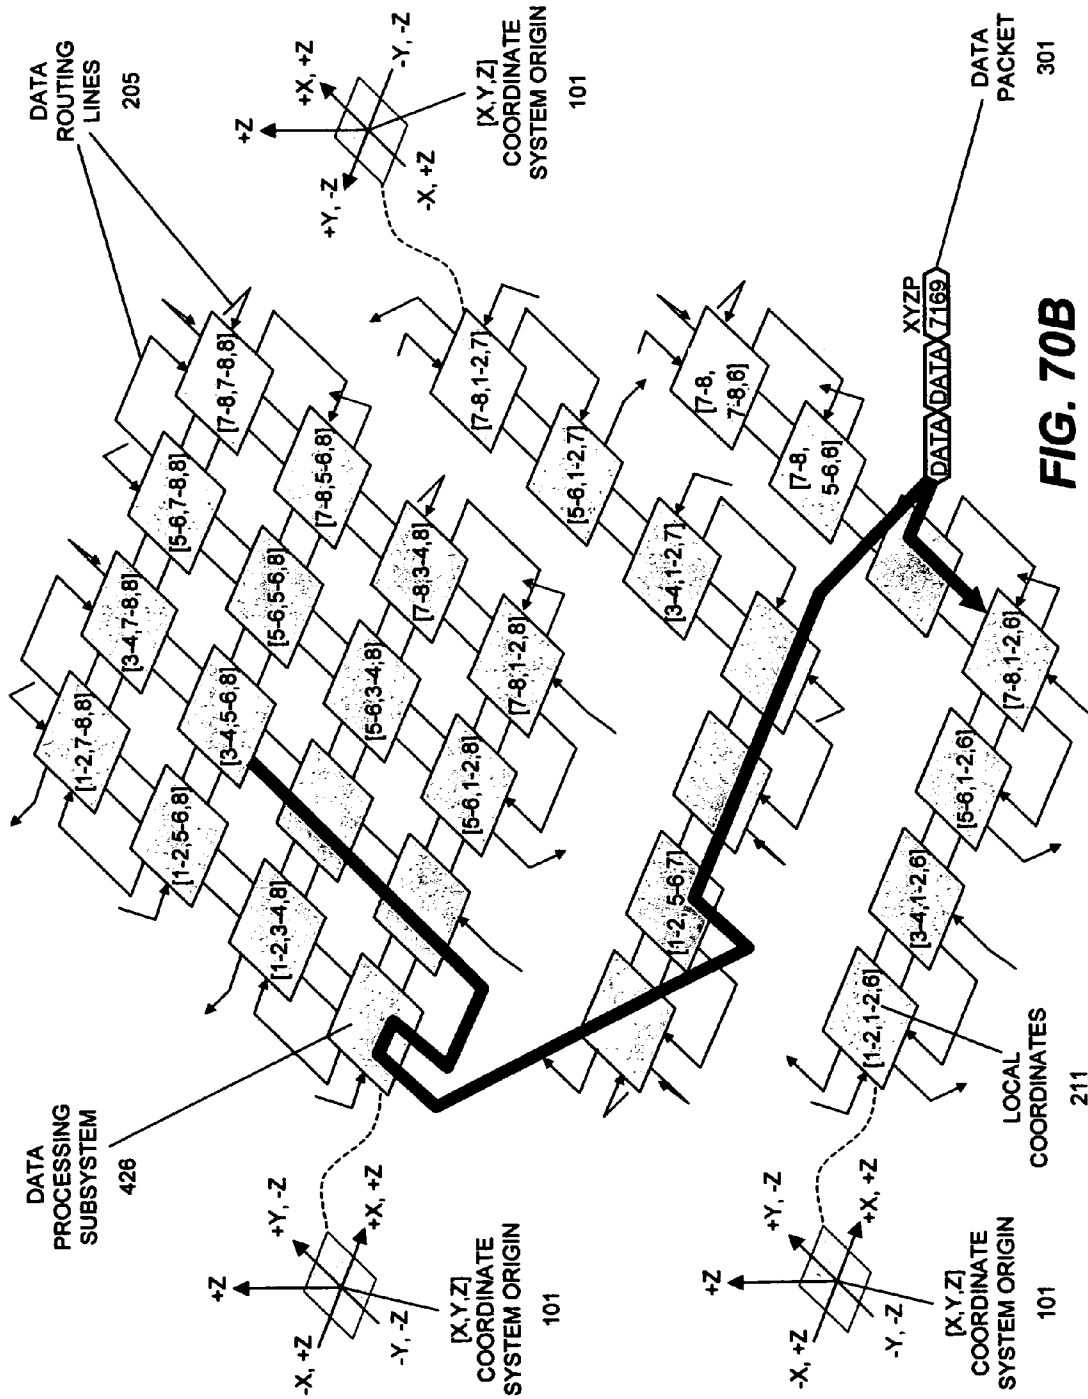 DATA
ROUTING
LINES
205
+Z
+X, +Z
+Y, -Z
-Y, -Z
-X, +Z
[X,Y,Z]
COORDINATE
SYSTEM ORIGIN
101
DATA
PROCESSING
SUBSYSTEM
426
[1-2,7-8,8]
[3-4,7-8,8]
[5-6,7-8,8]
[7-8,7-8,8]
[1-2,5-6,8]
[3-4,5-6,8]
[5-6,5-6,8]
[7-8,5-6,8]
[1-2,3-4,8]
[5-6,3-4,8]
[7-8,3-4,8]
[5-6,1-2,8]
[7-8,1-2,8]
+Z
+Y, -Z
+X, +Z
-X, +Z
-Y, -Z
[X,Y,Z]
COORDINATE
SYSTEM ORIGIN
101
[7-8,1-2,7]
[5-6,1-2,7]
[3-4,1-2,7]
[1-2, 5-6,7]
[7-8,
7-8,6]
[7-8,
5-6,6]
[1-2,1-2,6]
[3-4,1-2,6]
[5-6,1-2,6]
[7-8,1-2,6]
+Z
+Y, -Z
+X, +Z
-X, +Z
-Y, -Z
[X,Y,Z]
COORDINATE
SYSTEM ORIGIN
101
LOCAL
COORDINATES
211
XYZP
DATA DATA 7169
DATA
PACKET
301
FIG. 70B